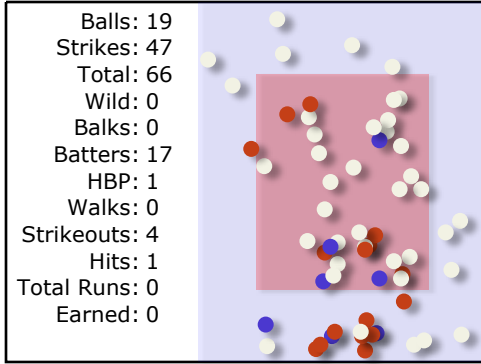 Balls: 19
Strikes: 47
Total: 66
Wild: 0
Balks: 0
Batters: 17
HBP: 1
Walks: 0
Strikeouts: 4
Hits: 1
Total Runs: 0
Earned: 0